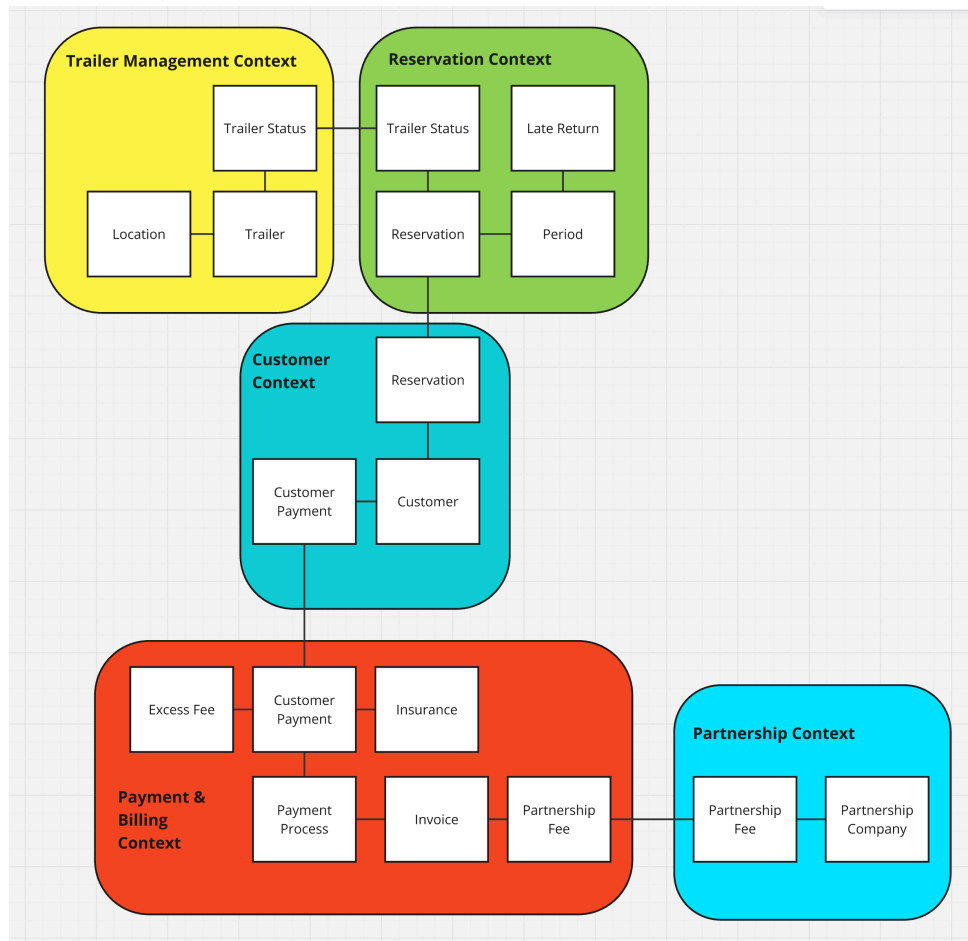 Trailer Management Context
Trailer Status
Location
Trailer
Reservation Context
Trailer Status
Late Return
Reservation
Period
Customer
Context
Reservation
Customer
Payment
Customer
Excess Fee
Customer
Payment
Insurance
Payment &
Billing
Context
Payment
Process
Invoice
Partnership
Fee
Partnership Context
Partnership
Fee
Partnership
Company